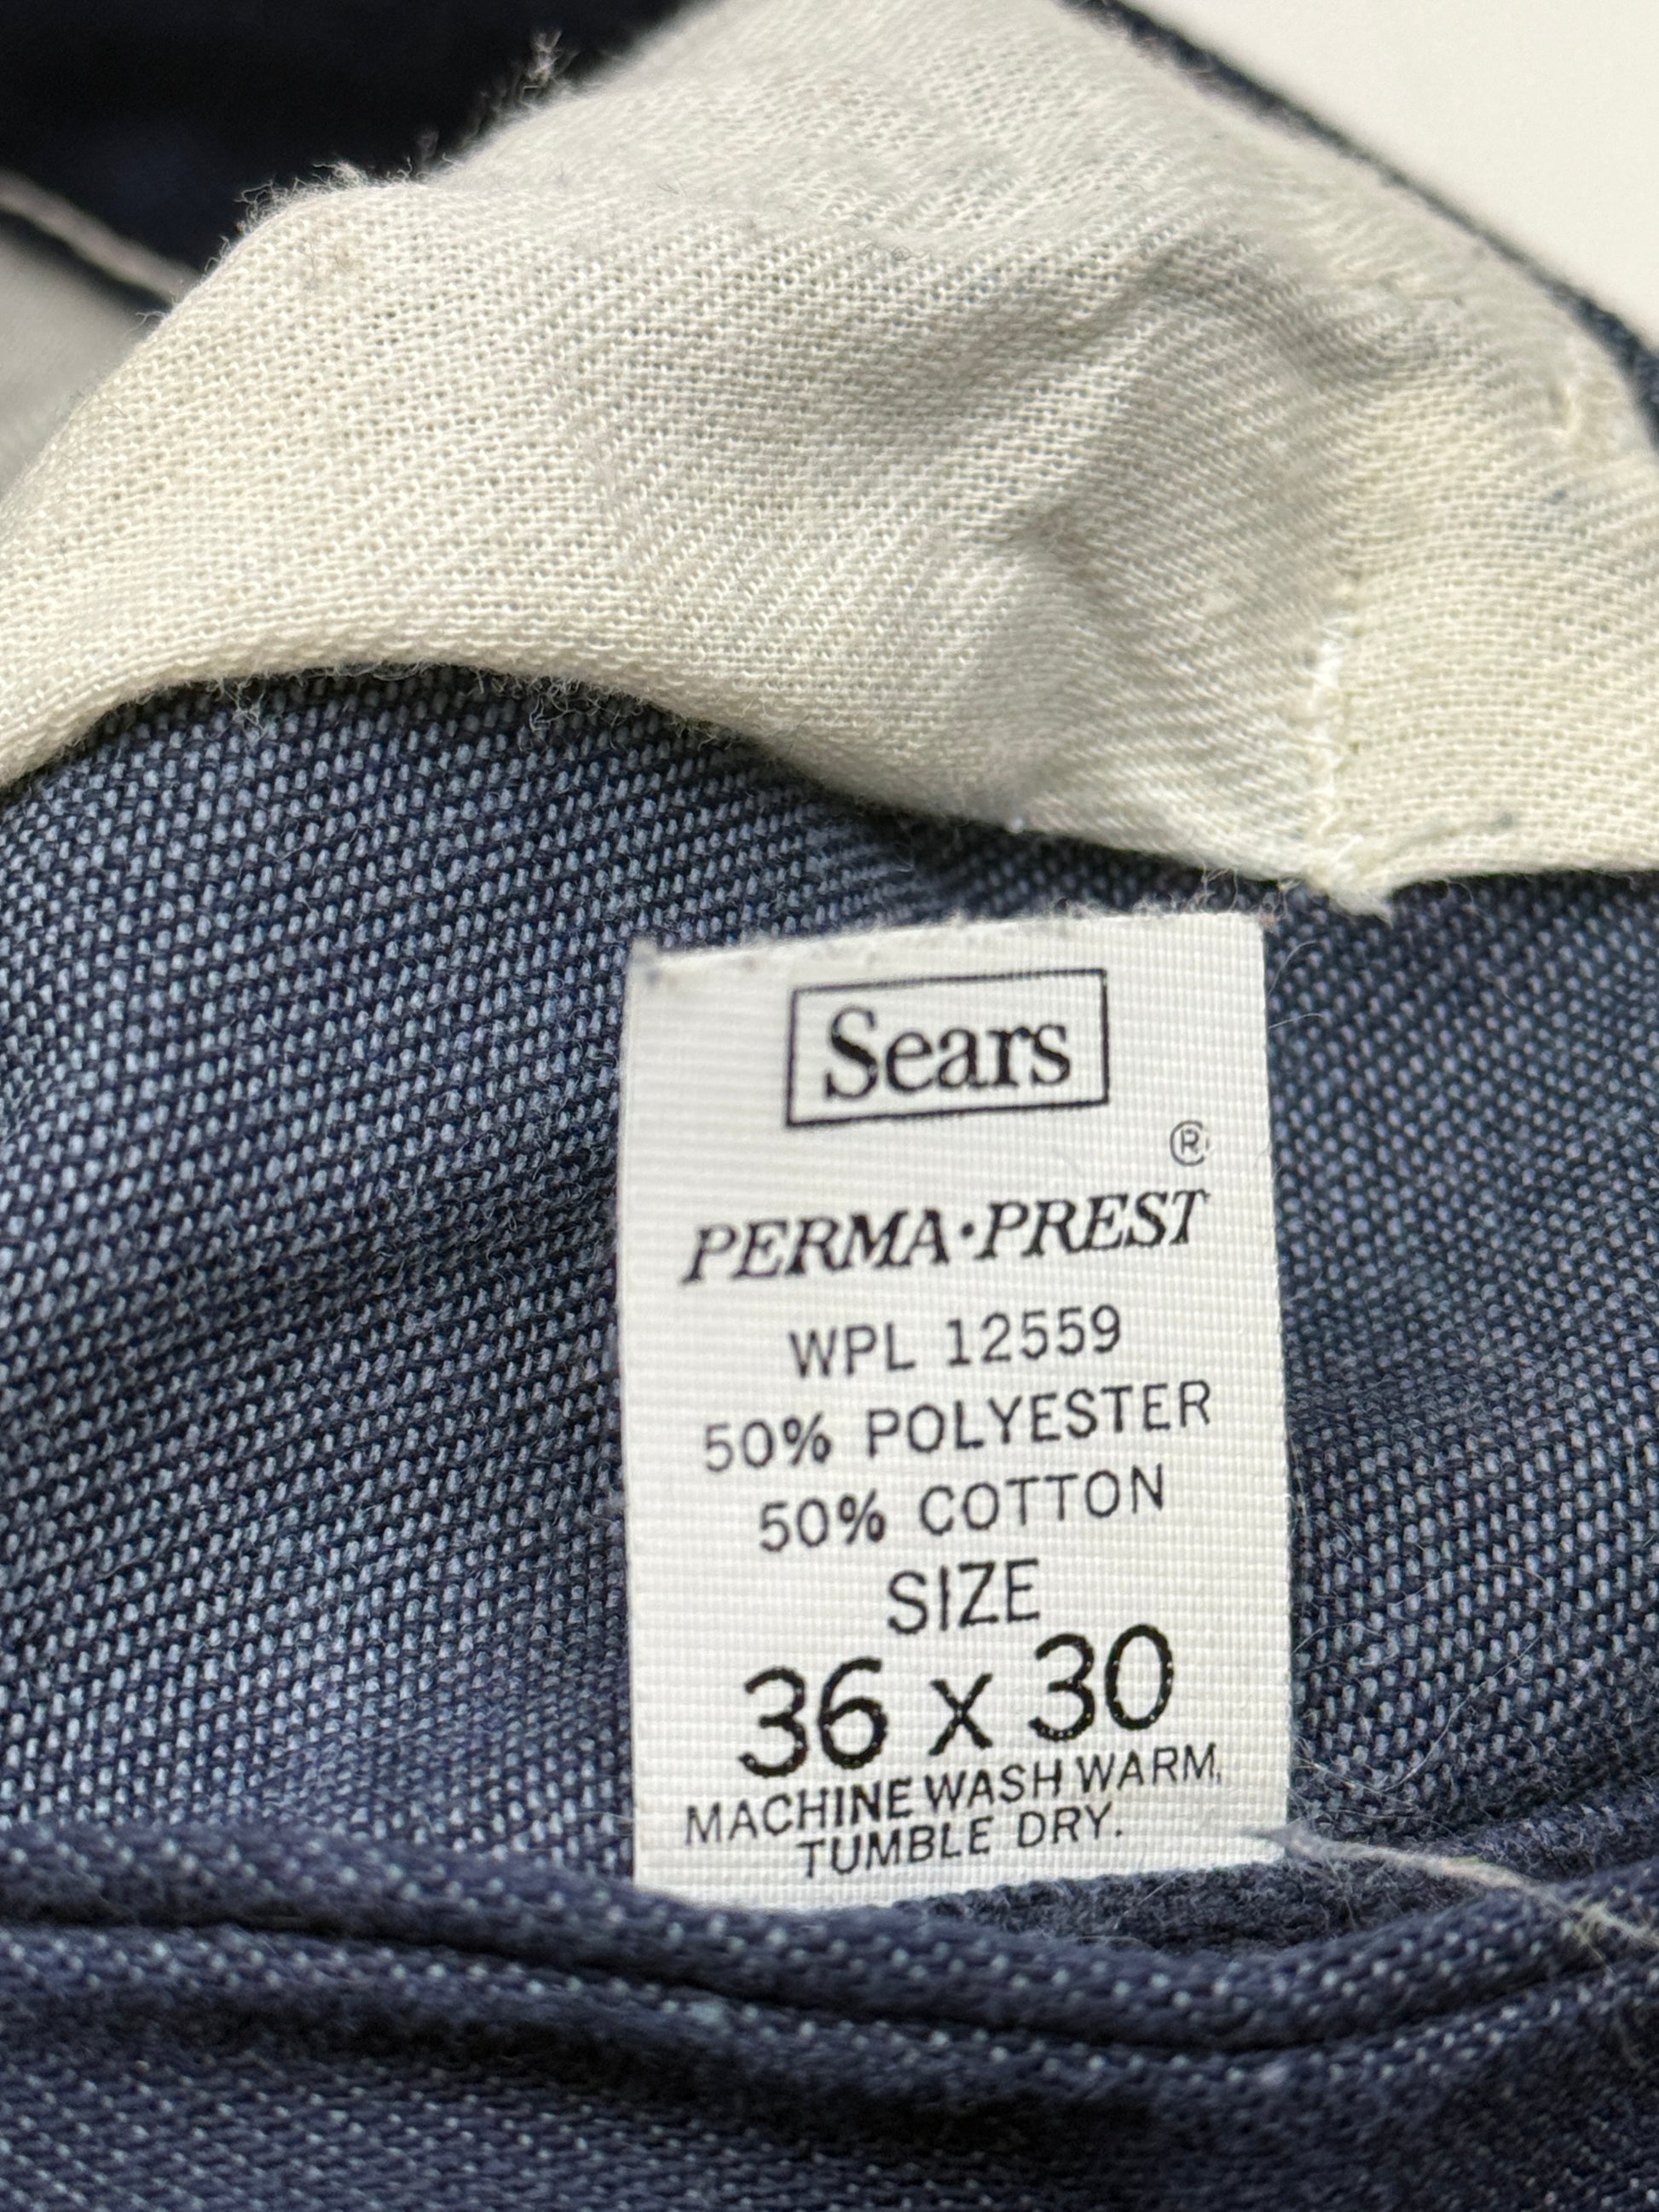 Sears
®
PERMA·PREST
WPL 12559
50% POLYESTER
50% COTTON
SIZE
36 x 30
MACHINE WASH WARM,
TUMBLE DRY.